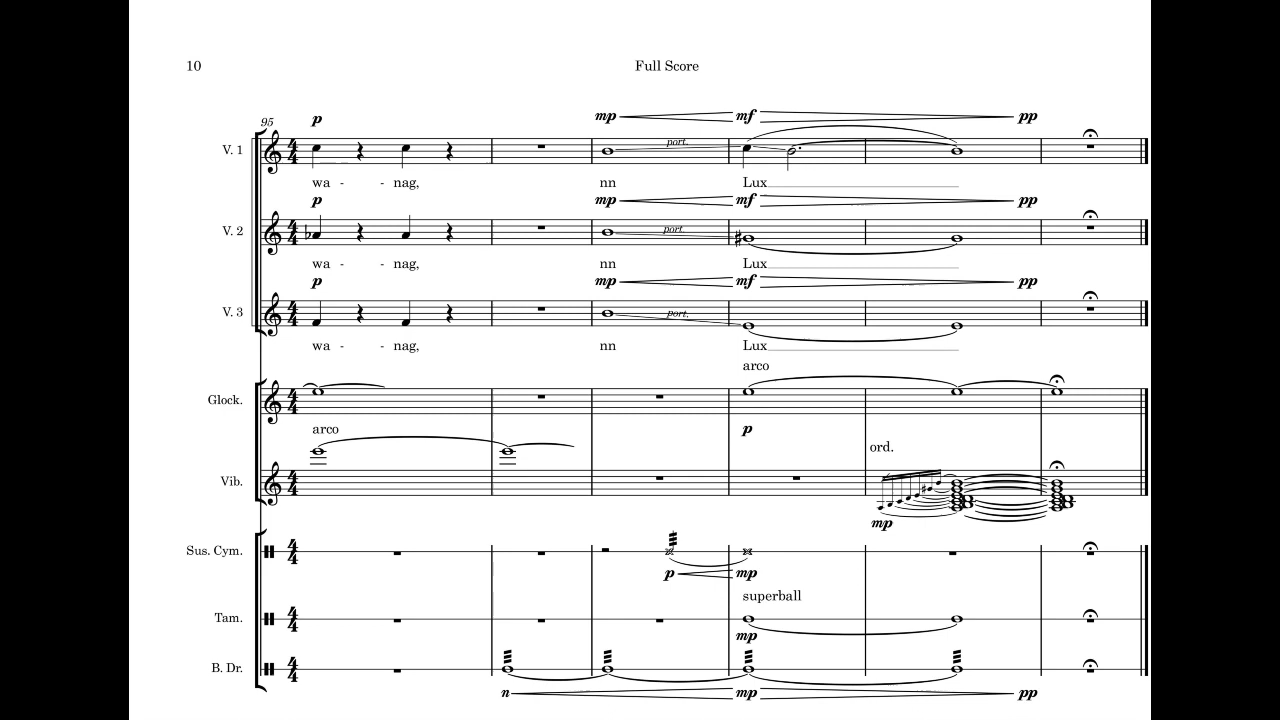 10 Full Score
95 p mp mf pp
V. 1 port.
wa - - nag, nn Lux
p mp mf pp
V. 2 port.
wa - - nag, nn Lux
p mp mf pp
V. 3 port.
wa - - nag, nn Lux
arco
Glock.
arco p
ord.
Vib.
mp
Sus. Cym.
p mp
superball
Tam.
mp
B. Dr.
n mp pp